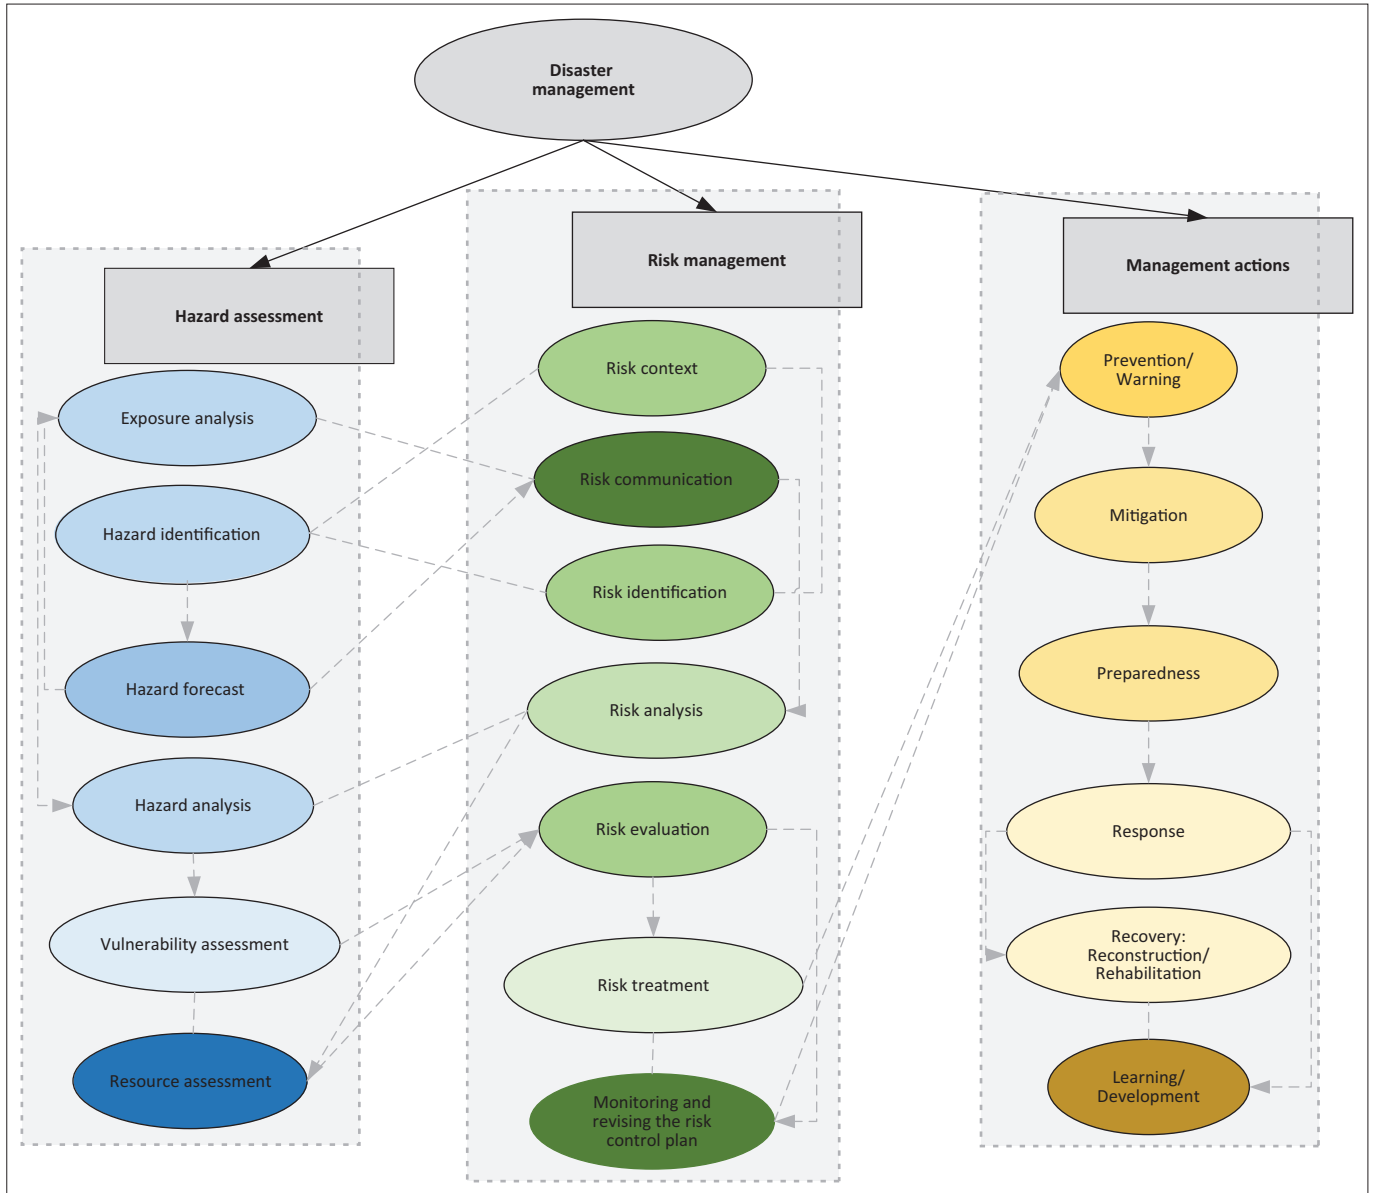 Disaster
management
Hazard assessment
Exposure analysis
Hazard identification
Hazard forecast
Hazard analysis
Vulnerability assessment
Resource assessment
Risk management
Risk context
Risk communication
Risk identification
Risk analysis
Risk evaluation
Risk treatment
Monitoring and
revising the risk
control plan
Management actions
Prevention/
Warning
Mitigation
Preparedness
Response
Recovery:
Reconstruction/
Rehabilitation
Learning/
Development